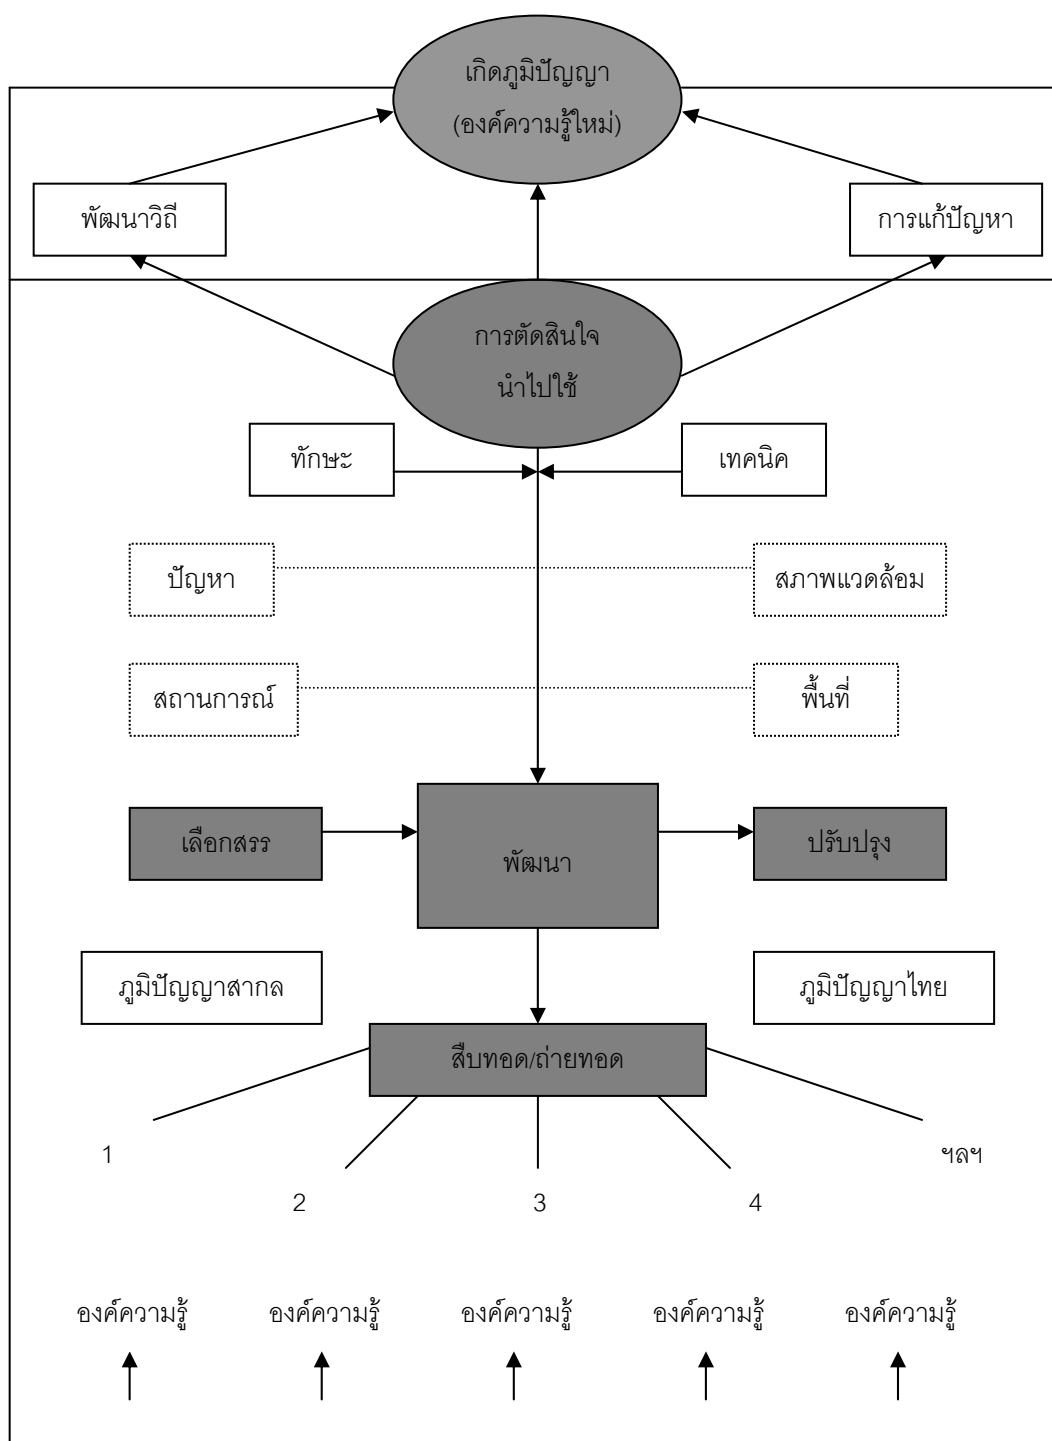 เกิดภูมิปัญญา
(องค์ความรู้ใหม่)
พัฒนาวิถี
การแก้ปัญหา
การตัดสินใจ
นำไปใช้
ทักษะ
เทคนิค
ปัญหา
สภาพแวดล้อม
สถานการณ์
พื้นที่
เลือกสรร
พัฒนา
ปรับปรุง
ภูมิปัญญาสากล
ภูมิปัญญาไทย
สืบทอด/ถ่ายทอด
1
ฯลฯ
2
3
4
องค์ความรู้
องค์ความรู้
องค์ความรู้
องค์ความรู้
องค์ความรู้